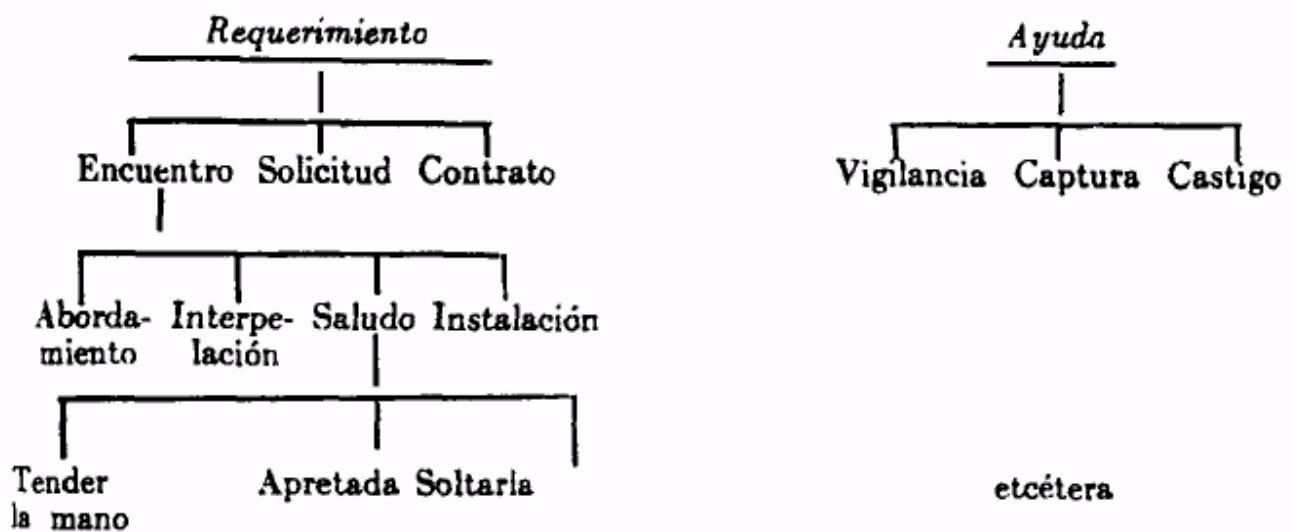 Requerimiento Ayuda
Encuentro Solicitud Contrato Vigilancia Captura Castigo
Aborda- Interpe- Saludo Instalación
miento lación
Tender Apretada Soltarla etcétera
la mano